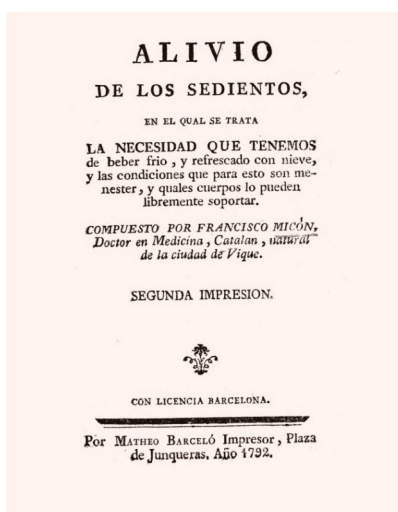 ALIVIO
DE LOS SEDIENTOS,
EN EL QUAL SE TRATA
LA NECESIDAD QUE TENEMOS
de beber frio , y refrescado con nieve,
y las condiciones que para esto son me-
nester, y quales cuerpos lo pueden
libremente soportar.
COMPUESTO POR FRANCISCO MICÓN,
Doctor en Medicina , Catalan , natural
de la ciudad de Vique.
SEGUNDA IMPRESION.
CON LICENCIA BARCELONA.
Por MATHEO BARCELÓ Impresor, Plaza
de Junqueras. Año 1792.